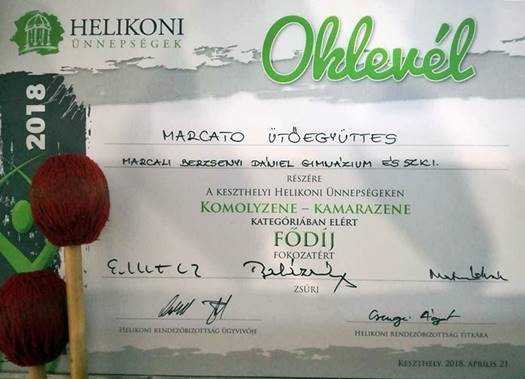 HELIKONI
ÜNNEPSÉGEK
Oklevél
2018
MARCATO ÜTŐEGYÜTTES
MARCALI BERZSENYI DÁNIEL GIMNÁZIUM ÉS SZKI.
RÉSZÉRE
A KESZTHELYI HELIKONI ÜNNEPSÉGEKEN
KOMOLYZENE – KAMARAZENE
KATEGÓRIÁBAN ELÉRT
FŐDÍJ
FOKOZATÉRT
ZSŰRI
HELIKONI RENDEZŐBIZOTTSÁG ÜGYVIVŐJE
HELIKONI RENDEZŐBIZOTTSÁG TITKÁRA
KESZTHELY, 2018. ÁPRILIS 21.